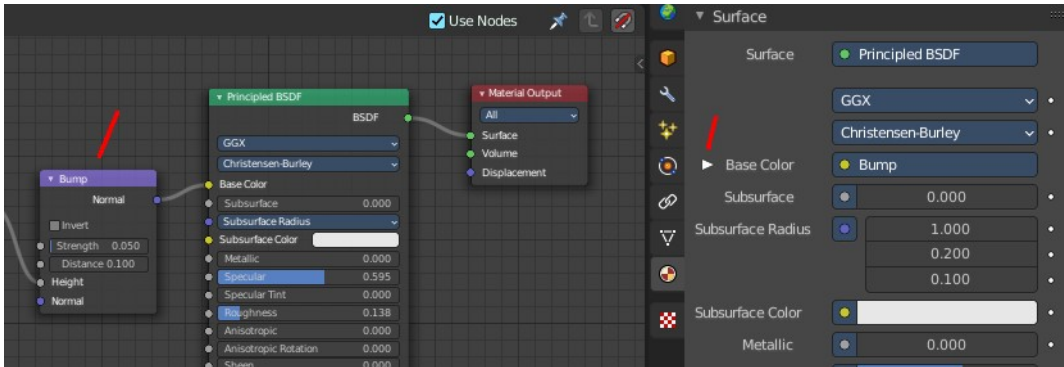 Use Nodes
Bump
Normal
Invert
Strength 0.050
Distance 0.100
Height
Normal
Principled BSDF
BSDF
GGX
Christensen-Burley
Base Color
Subsurface 0.000
Subsurface Radius
Subsurface Color
Metallic 0.000
Specular 0.595
Specular Tint 0.000
Roughness 0.138
Anisotropic 0.000
Anisotropic Rotation 0.000
Sheen 0.000
Material Output
All
Surface
Volume
Displacement
Surface
Surface Principled BSDF
GGX
Christensen-Burley
Base Color Bump
Subsurface 0.000
Subsurface Radius 1.000
0.200
0.100
Subsurface Color
Metallic 0.000